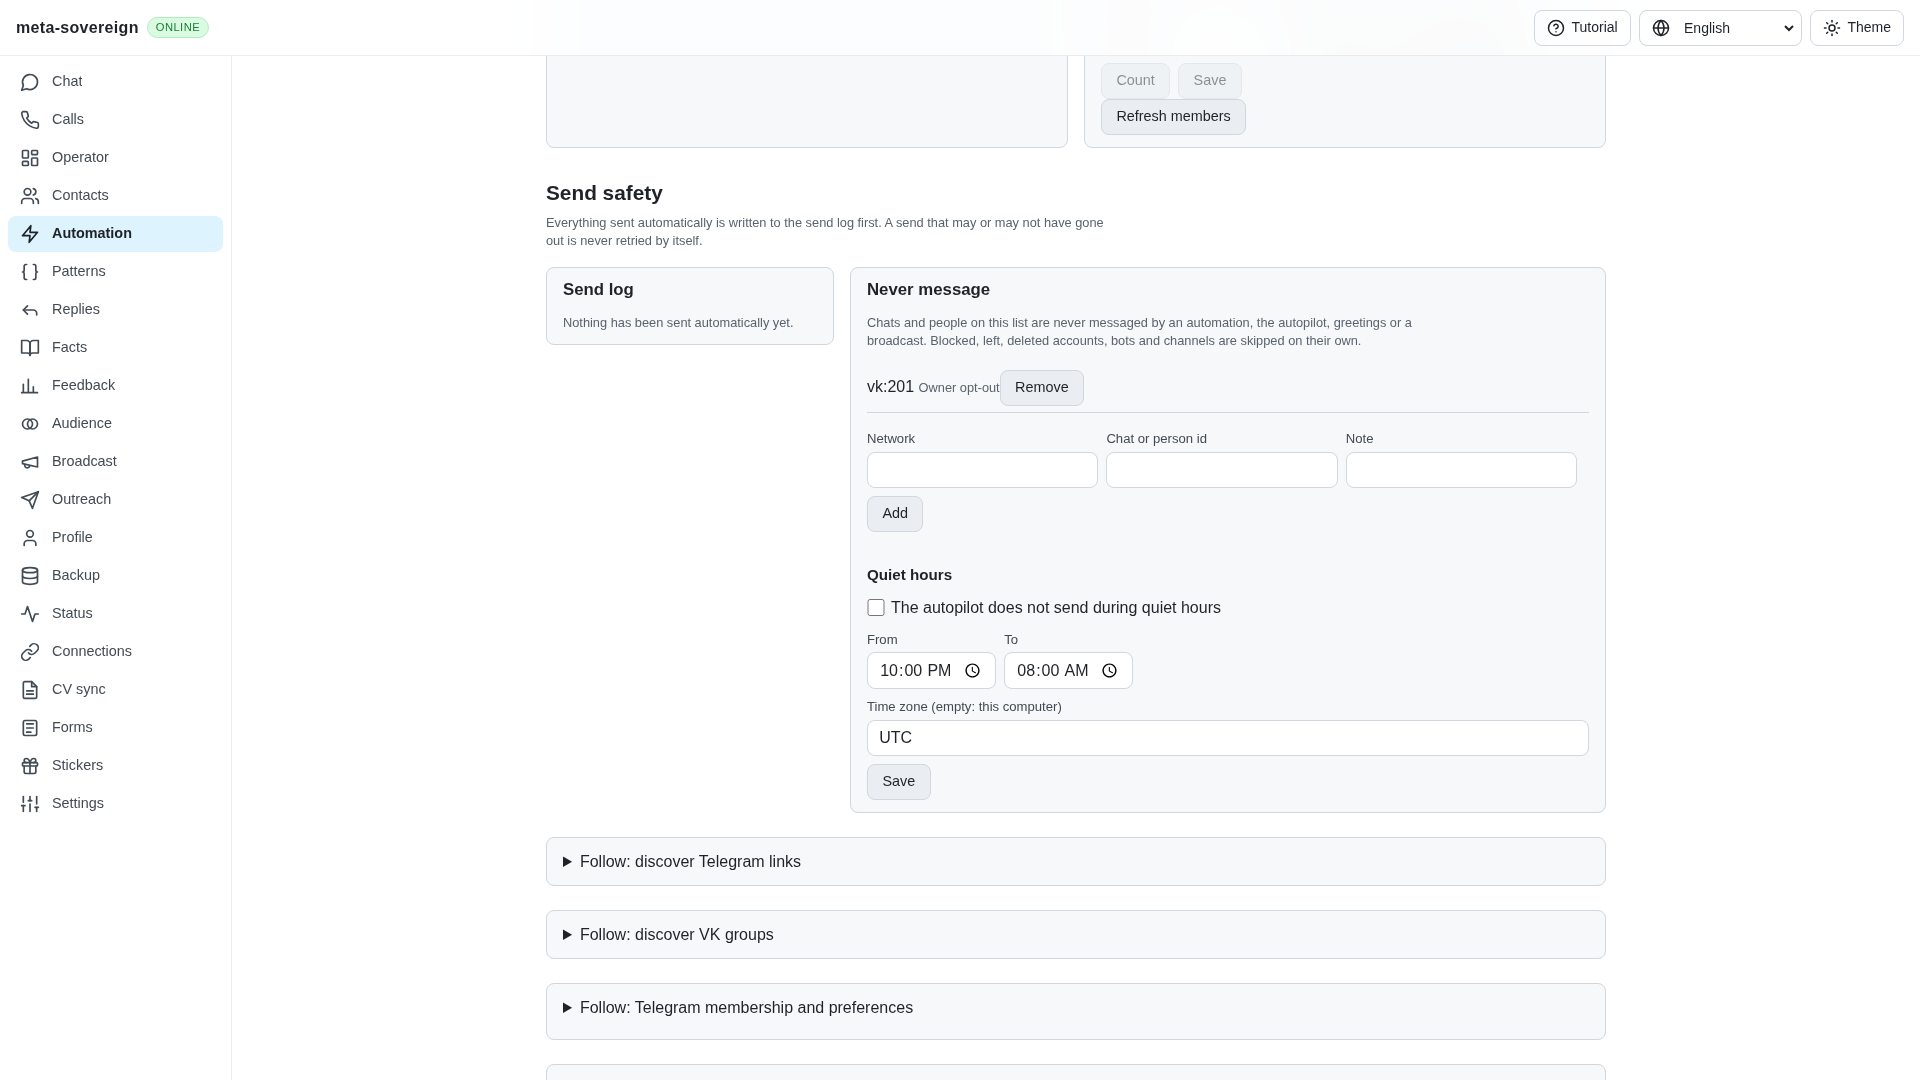 meta-sovereign ONLINE
Tutorial
English
Theme
Chat
Calls
Operator
Contacts
Automation
Patterns
Replies
Facts
Feedback
Audience
Broadcast
Outreach
Profile
Backup
Status
Connections
CV sync
Forms
Stickers
Settings
Count Save
Refresh members
Send safety
Everything sent automatically is written to the send log first. A send that may or may not have gone
out is never retried by itself.
Send log
Nothing has been sent automatically yet.
Never message
Chats and people on this list are never messaged by an automation, the autopilot, greetings or a
broadcast. Blocked, left, deleted accounts, bots and channels are skipped on their own.
vk:201 Owner opt-out Remove
Network Chat or person id Note
Add
Quiet hours
The autopilot does not send during quiet hours
From To
10:00 PM 08:00 AM
Time zone (empty: this computer)
UTC
Save
Follow: discover Telegram links
Follow: discover VK groups
Follow: Telegram membership and preferences